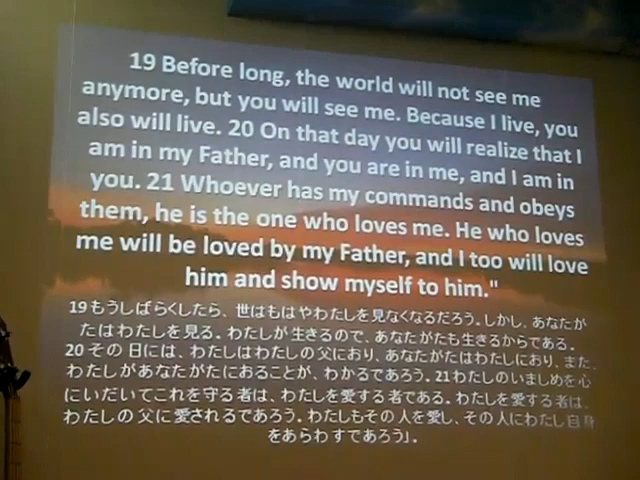 19 Before long, the world will not see me
anymore, but you will see me. Because I live, you
also will live. 20 On that day you will realize that I
am in my Father, and you are in me, and I am in
you. 21 Whoever has my commands and obeys
them, he is the one who loves me. He who loves
me will be loved by my Father, and I too will love
him and show myself to him."
19 もうしばらくしたら、世はもはやわたしを見なくなるだろう。しかし、あなたが
たはわたしを見る。わたしが生きるので、あなたがたも生きるからである。
20 その日には、わたしはわたしの父におり、あなたがたはわたしにおり、また、
わたしがあなたがたにおることが、わかるであろう。21わたしのいましめを心
にいだいてこれを守る者は、わたしを愛する者である。わたしを愛する者は、
わたしの父に愛されるであろう。わたしもその人を愛し、その人にわたし自身
をあらわすであろう」。